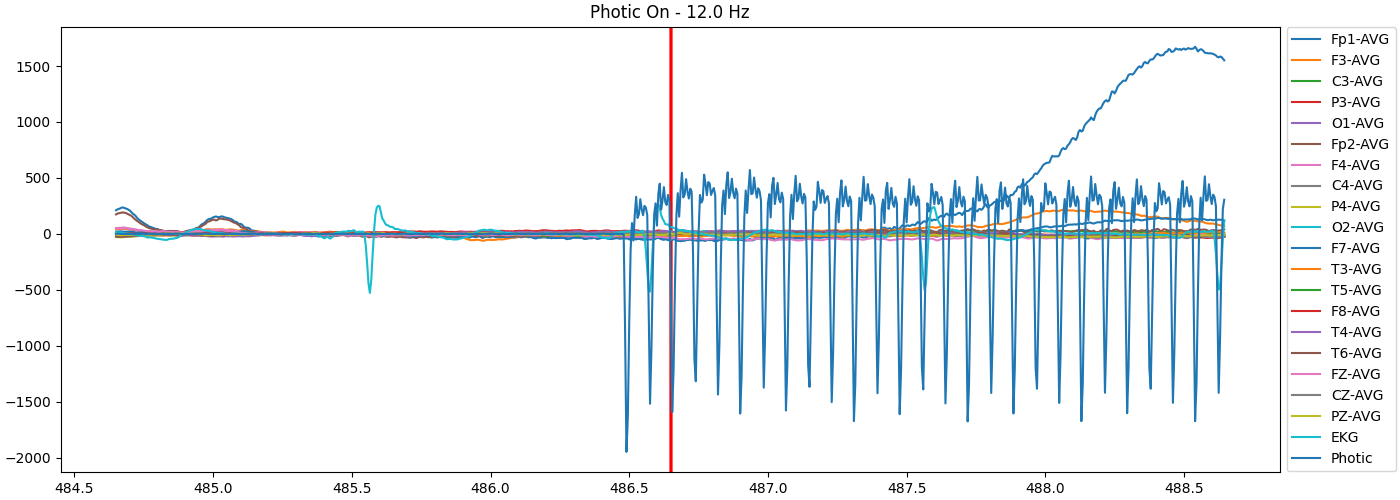 Photic On - 12.0 Hz
1500
1000
500
0
−500
−1000
−1500
−2000
484.5 485.0 485.5 486.0 486.5 487.0 487.5 488.0 488.5
Fp1-AVG
F3-AVG
C3-AVG
P3-AVG
O1-AVG
Fp2-AVG
F4-AVG
C4-AVG
P4-AVG
O2-AVG
F7-AVG
T3-AVG
T5-AVG
F8-AVG
T4-AVG
T6-AVG
FZ-AVG
CZ-AVG
PZ-AVG
EKG
Photic